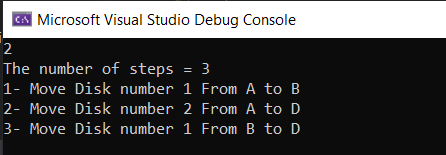 C:\ Microsoft Visual Studio Debug Console
2
The number of steps = 3
1- Move Disk number 1 From A to B
2- Move Disk number 2 From A to D
3- Move Disk number 1 From B to D